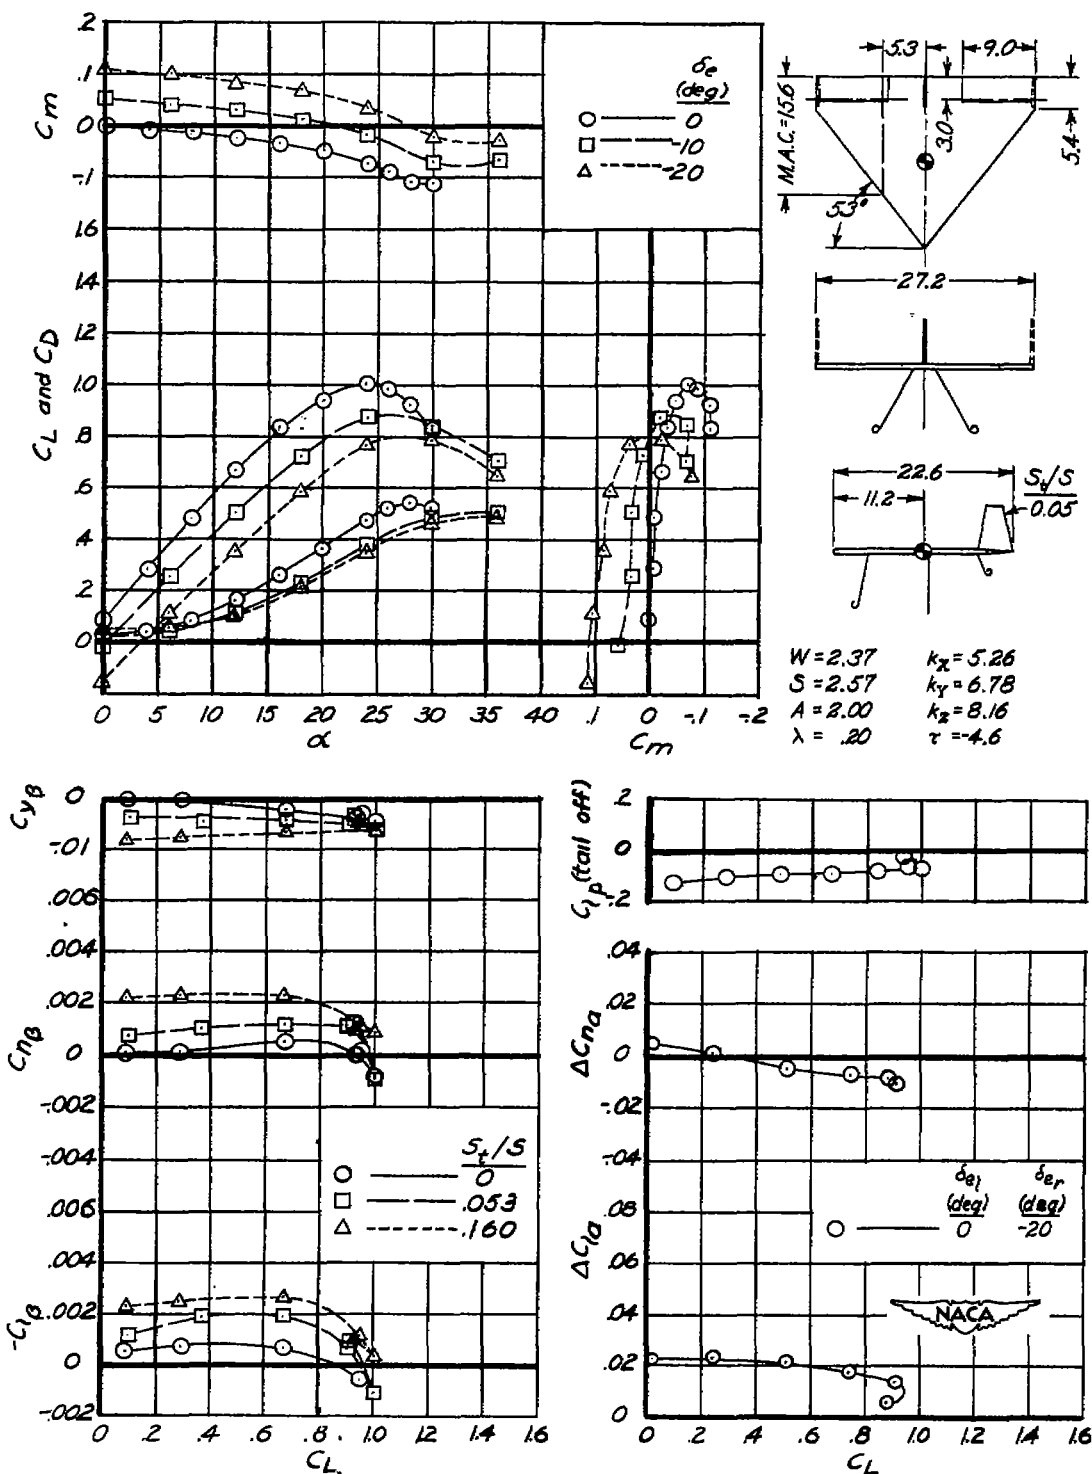 .2
.1
0
-.1
Cm
δe
(deg)
0
-10
-20
1.6
1.4
1.2
1.0
.8
.6
.4
.2
0
CL and CD
0 5 10 15 20 25 30 35 40
α
.1 0 -.1 -.2
Cm
5.3
9.0
M.A.C.=15.6
3.0
5.4
53°
27.2
22.6
11.2
St/S
0.05
W=2.37 kx=5.26
S=2.57 kY=6.78
A=2.00 kz=8.16
λ= .20 τ=-4.6
Cyβ
0
-.01
.006
.004
.002
0
-.002
Cnβ
-.004
.006
.004
.002
0
-.002
-Clβ
St/S
0
.053
.160
0 .2 .4 .6 .8 1.0 1.2 1.4 1.6
CL
Clp (tail off)
.2
0
-.2
ΔCna
.04
.02
0
-.02
-.04
δel δer
(deg) (deg)
0 -20
ΔCla
.08
.06
.04
.02
0
NACA
0 .2 .4 .6 .8 1.0 1.2 1.4 1.6
CL